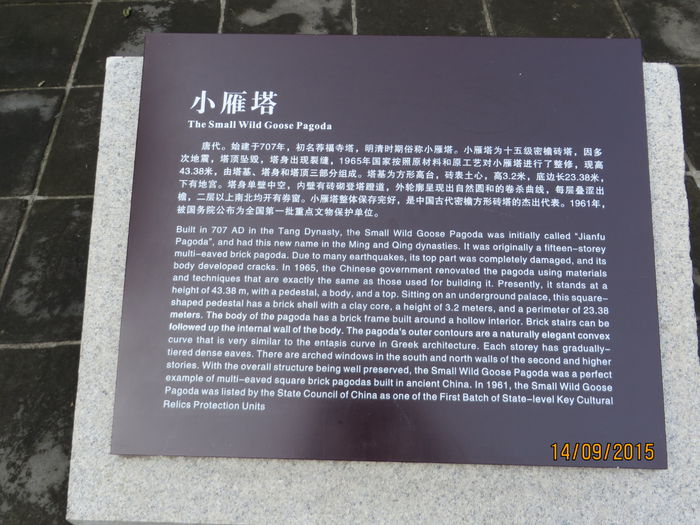 小雁塔
The Small Wild Goose Pagoda
唐代。始建于707年，初名荐福寺塔，明清时期俗称小雁塔。小雁塔为十五级密檐砖塔，因多
次地震，塔顶坠毁，塔身出现裂缝，1965年国家按照原材料和原工艺对小雁塔进行了整修，现高
43.38米，由塔基、塔身和塔顶三部分组成。塔基为方形高台，砖表土心，高3.2米，底边长23.38米，
下有地宫。塔身单壁中空，内壁有砖砌登塔蹬道，外轮廓呈现出自然圆和的卷杀曲线，每层叠涩出
檐，二层以上南北均开有券窗。小雁塔整体保存完好，是中国古代密檐方形砖塔的杰出代表。1961年，
被国务院公布为全国第一批重点文物保护单位。
Built in 707 AD in the Tang Dynasty, the Small Wild Goose Pagoda was initially called "Jianfu
Pagoda", and had this new name in the Ming and Qing dynasties. It was originally a fifteen-storey
multi-eaved brick pagoda. Due to many earthquakes, its top part was completely damaged, and its
body developed cracks. In 1965, the Chinese government renovated the pagoda using materials
and techniques that are exactly the same as those used for building it. Presently, it stands at a
height of 43.38 m, with a pedestal, a body, and a top. Sitting on an underground palace, this square-
shaped pedestal has a brick shell with a clay core, a height of 3.2 meters, and a perimeter of 23.38
meters. The body of the pagoda has a brick frame built around a hollow interior. Brick stairs can be
followed up the internal wall of the body. The pagoda's outer contours are a naturally elegant convex
curve that is very similar to the entasis curve in Greek architecture. Each storey has gradually-
tiered dense eaves. There are arched windows in the south and north walls of the second and higher
stories. With the overall structure being well preserved, the Small Wild Goose Pagoda was a perfect
example of multi-eaved square brick pagodas built in ancient China. In 1961, the Small Wild Goose
Pagoda was listed by the State Council of China as one of the First Batch of State-level Key Cultural
Relics Protection Units
14/09/2015